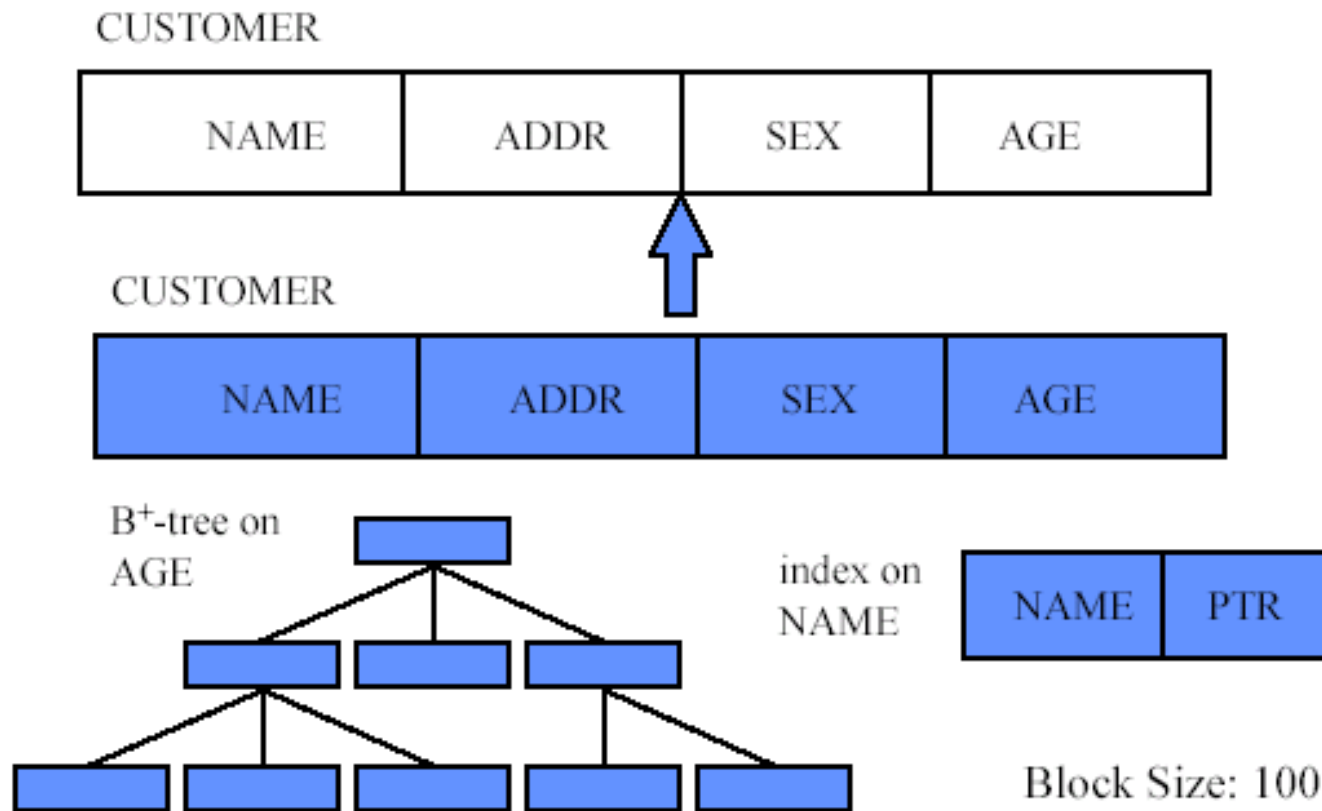 CUSTOMER
NAME ADDR SEX AGE
CUSTOMER
NAME ADDR SEX AGE
B⁺-tree on
AGE
index on
NAME
NAME PTR
Block Size: 100